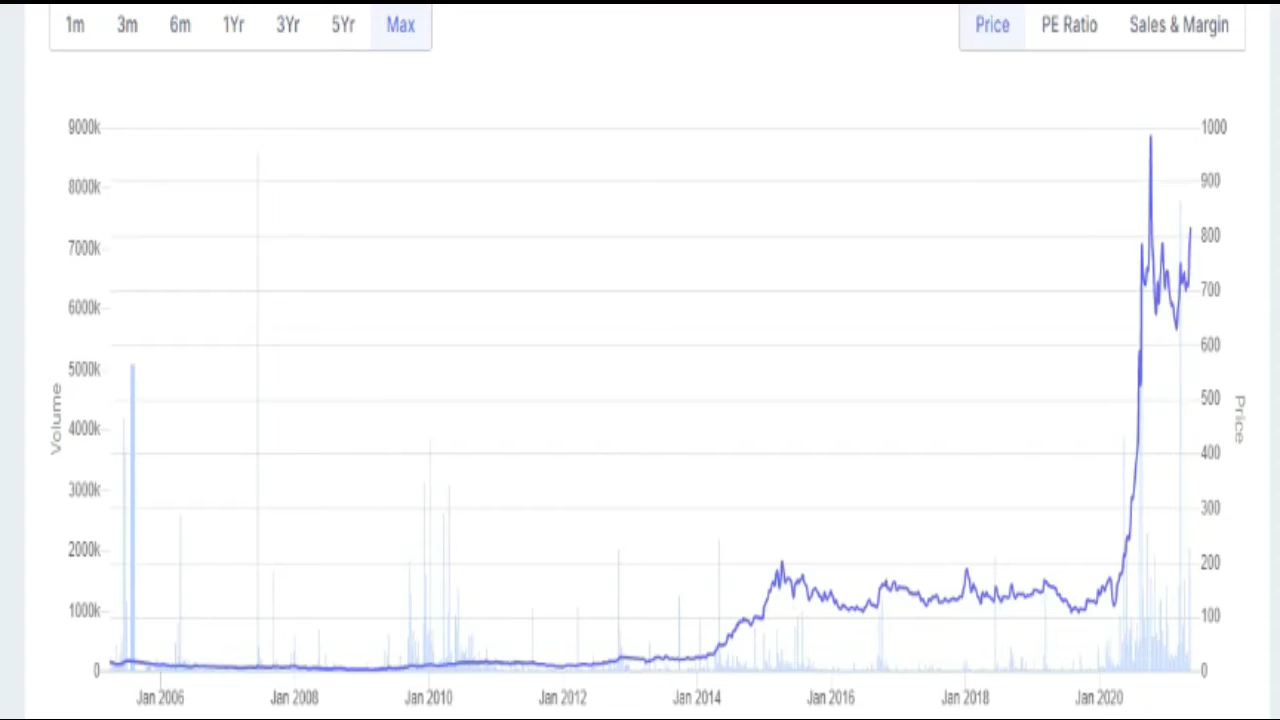 1m 3m 6m 1Yr 3Yr 5Yr Max
Price PE Ratio Sales & Margin
9000k
8000k
7000k
6000k
5000k
4000k
3000k
2000k
1000k
0
Volume
1000
900
800
700
600
500
400
300
200
100
0
Price
Jan 2006 Jan 2008 Jan 2010 Jan 2012 Jan 2014 Jan 2016 Jan 2018 Jan 2020